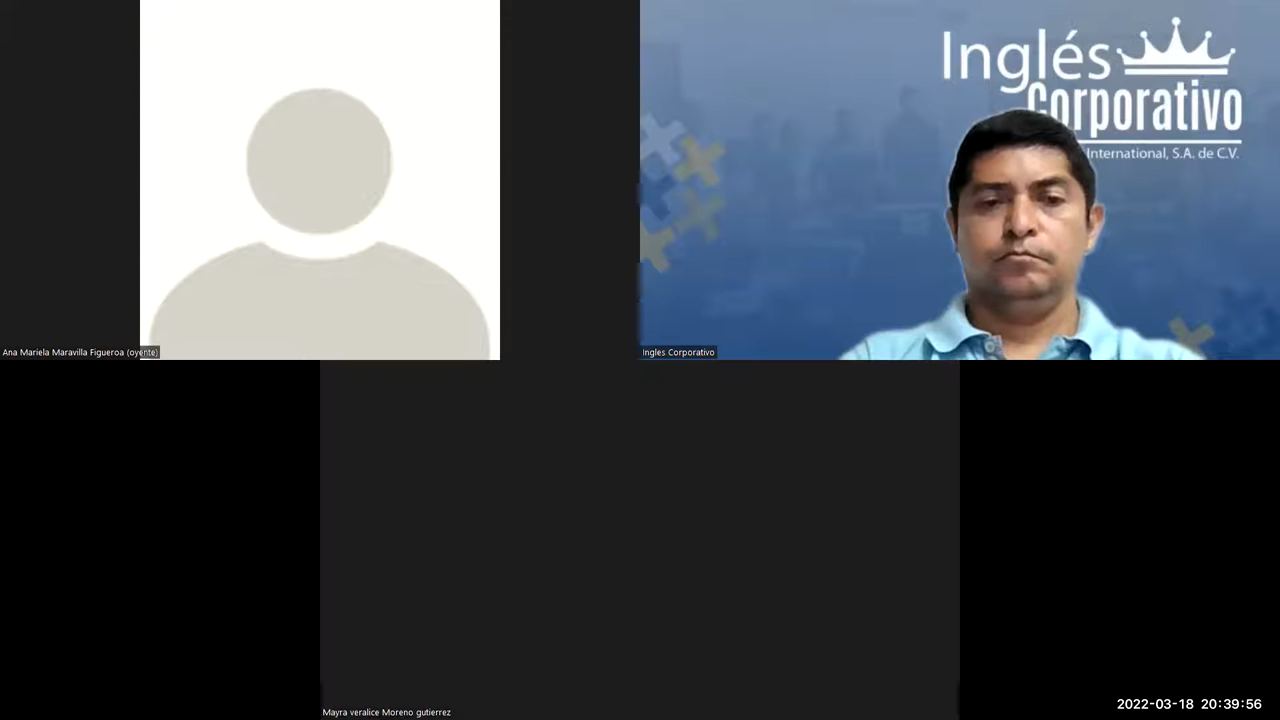 Inglés
Corporativo
International, S.A. de C.V.
Ana Mariela Maravilla Figueroa (oyente)
Ingles Corporativo
Mayra veralice Moreno gutierrez
2022-03-18 20:39:56